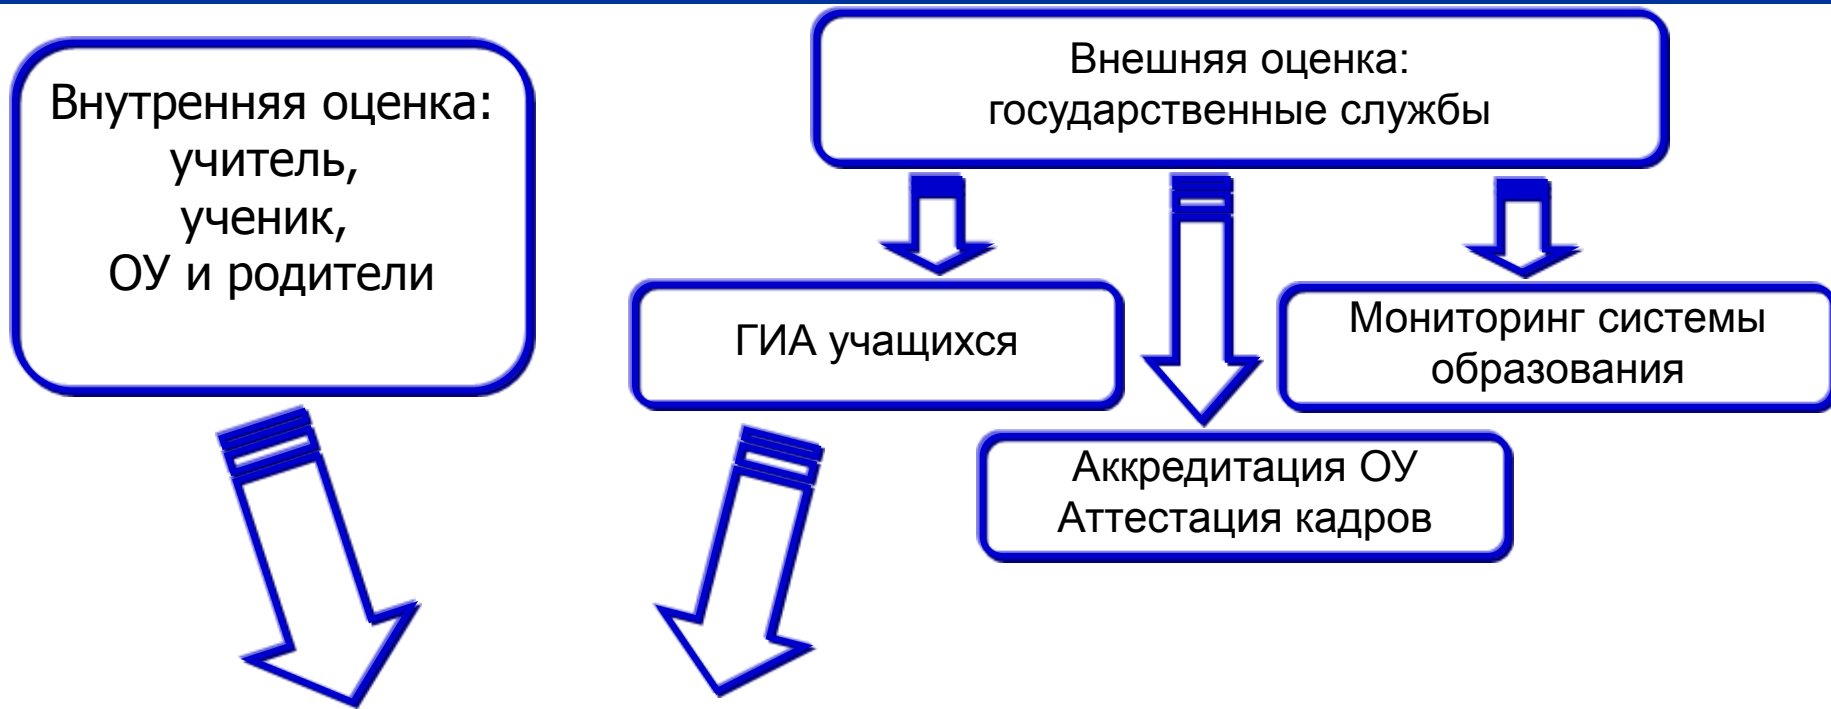 Внутренняя оценка:
учитель,
ученик,
ОУ и родители
Внешняя оценка:
государственные службы
ГИА учащихся
Мониторинг системы
образования
Аккредитация ОУ
Аттестация кадров